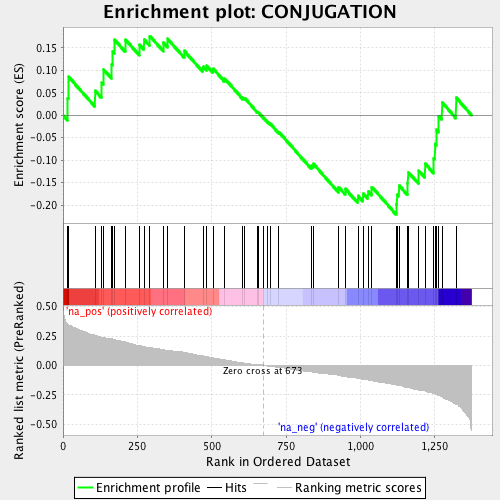 Enrichment plot: CONJUGATION
Enrichment score (ES)
0.15
0.10
0.05
0.00
-0.05
-0.10
-0.15
-0.20
Ranked list metric (PreRanked)
0.50
0.25
0.00
-0.25
-0.50
'na_pos' (positively correlated)
Zero cross at 673
'na_neg' (negatively correlated)
0 250 500 750 1,000 1,250
Rank in Ordered Dataset
Enrichment profile Hits Ranking metric scores